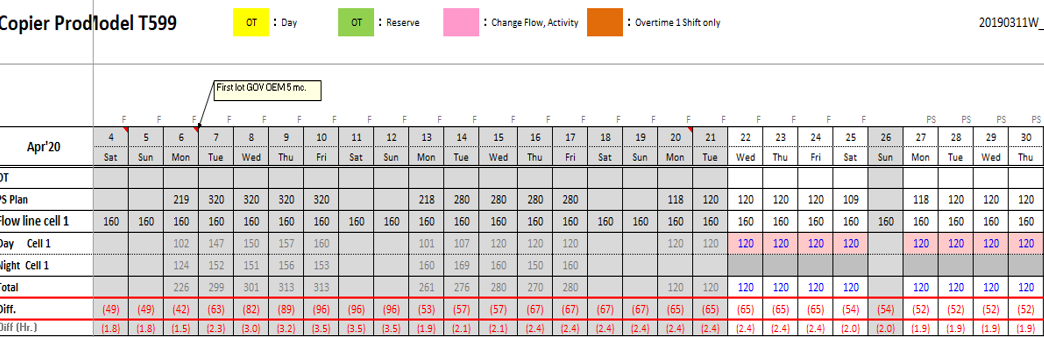 Copier ProdModel T599 OT : Day OT : Reserve : Change Flow, Activity : Overtime 1 Shift only 20190311W_
First lot GOV OEM 5 mc.
F F F F F F F F F F F F F F F F F F F F F F PS PS PS PS
Apr'20 4 5 6 7 8 9 10 11 12 13 14 15 16 17 18 19 20 21 22 23 24 25 26 27 28 29 30
Sat Sun Mon Tue Wed Thu Fri Sat Sun Mon Tue Wed Thu Fri Sat Sun Mon Tue Wed Thu Fri Sat Sun Mon Tue Wed Thu
OT
PS Plan 219 320 320 320 320 218 280 280 280 280 118 120 120 120 120 109 118 120 120 120
Flow line cell 1 160 160 160 160 160 160 160 160 160 160 160 160 160 160 160 160 160 160 160 160 160 160 160 160 160 160 160
Day Cell 1 102 147 150 157 160 101 107 120 120 120 120 120 120 120 120 120 120 120 120 120
Night Cell 1 124 152 151 156 153 160 169 160 150 160
Total 226 299 301 313 313 261 276 280 270 280 120 120 120 120 120 120 120 120 120 120
Diff. (49) (49) (42) (63) (82) (89) (96) (96) (96) (53) (57) (57) (67) (67) (67) (67) (65) (65) (65) (65) (65) (54) (54) (52) (52) (52) (52)
Diff (Hr.) (1.8) (1.8) (1.5) (2.3) (3.0) (3.2) (3.5) (3.5) (3.5) (1.9) (2.1) (2.1) (2.4) (2.4) (2.4) (2.4) (2.4) (2.4) (2.4) (2.4) (2.4) (2.0) (2.0) (1.9) (1.9) (1.9) (1.9)